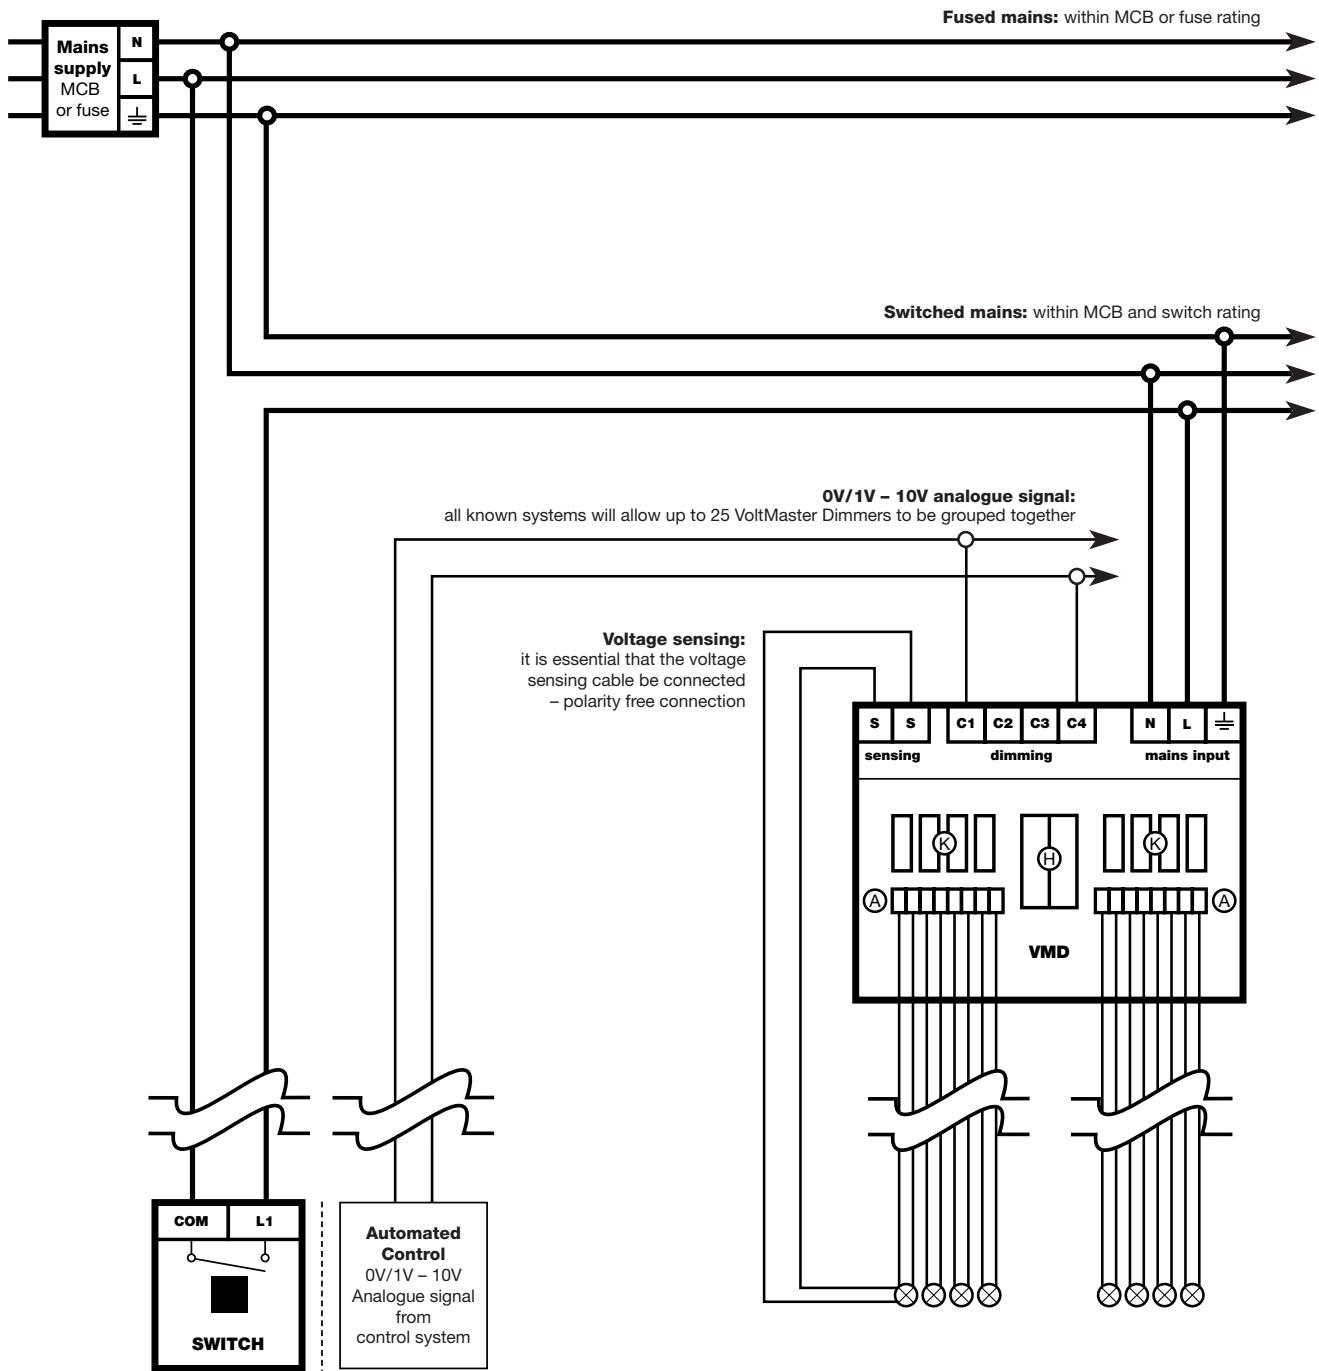 Fused mains: within MCB or fuse rating
Mains
supply
MCB
or fuse
N
L
Switched mains: within MCB and switch rating
0V/1V – 10V analogue signal:
all known systems will allow up to 25 VoltMaster Dimmers to be grouped together
Voltage sensing:
it is essential that the voltage
sensing cable be connected
– polarity free connection
S S C1 C2 C3 C4 N L
sensing dimming mains input
K H K
A A
VMD
COM L1
SWITCH
Automated
Control
0V/1V – 10V
Analogue signal
from
control system